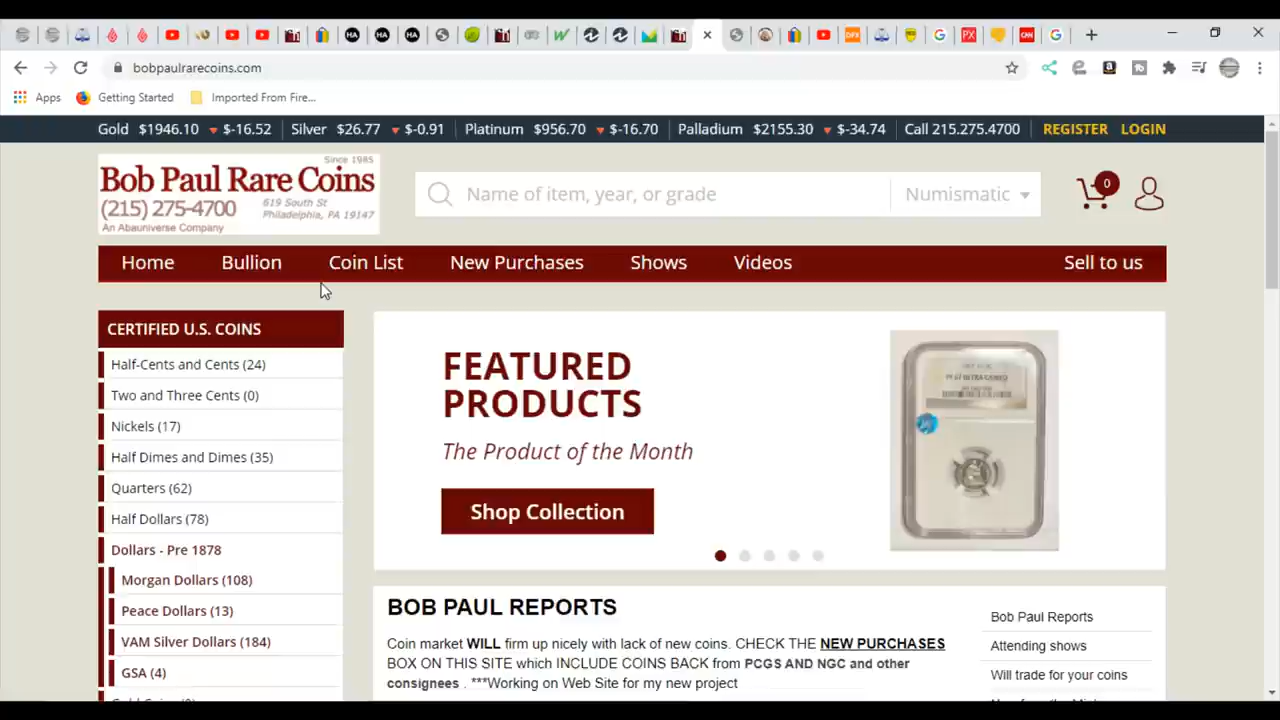 bobpaulrarecoins.com
Apps Getting Started Imported From Fire...
Gold $1946.10 $-16.52 Silver $26.77 $-0.91 Platinum $956.70 $-16.70 Palladium $2155.30 $-34.74 Call 215.275.4700 REGISTER LOGIN
Since 1985
Bob Paul Rare Coins
(215) 275-4700
619 South St
Philadelphia, PA 19147
An Abauniverse Company
Name of item, year, or grade
Numismatic
0
Home Bullion Coin List New Purchases Shows Videos Sell to us
CERTIFIED U.S. COINS
Half-Cents and Cents (24)
Two and Three Cents (0)
Nickels (17)
Half Dimes and Dimes (35)
Quarters (62)
Half Dollars (78)
Dollars - Pre 1878
Morgan Dollars (108)
Peace Dollars (13)
VAM Silver Dollars (184)
GSA (4)
FEATURED
PRODUCTS
The Product of the Month
Shop Collection
BOB PAUL REPORTS
Coin market WILL firm up nicely with lack of new coins. CHECK THE NEW PURCHASES
BOX ON THIS SITE which INCLUDE COINS BACK from PCGS AND NGC and other
consignees . ***Working on Web Site for my new project
Bob Paul Reports
Attending shows
Will trade for your coins